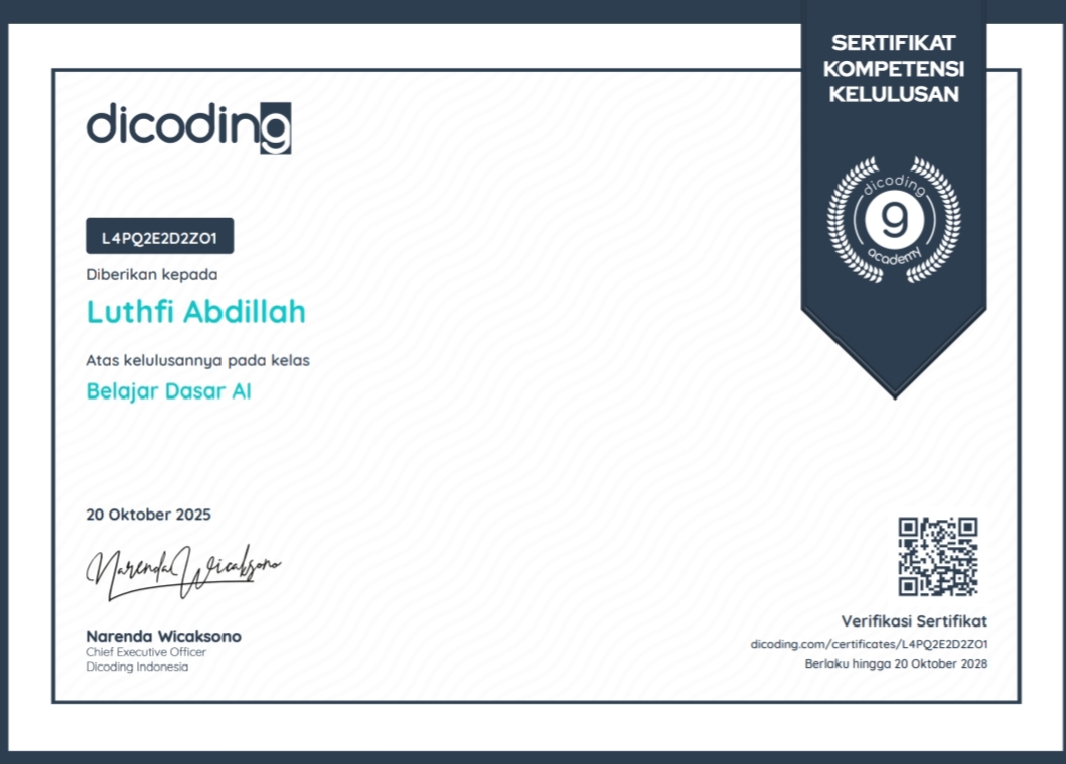 SERTIFIKAT
KOMPETENSI
KELULUSAN
dicoding
9
academy
dicoding
L4PQ2E2D2ZO1
Diberikan kepada
Luthfi Abdillah
Atas kelulusannya pada kelas
Belajar Dasar AI
20 Oktober 2025
Narenda Wicaksono
Narenda Wicaksono
Chief Executive Officer
Dicoding Indonesia
Verifikasi Sertifikat
dicoding.com/certificates/L4PQ2E2D2ZO1
Berlaku hingga 20 Oktober 2028